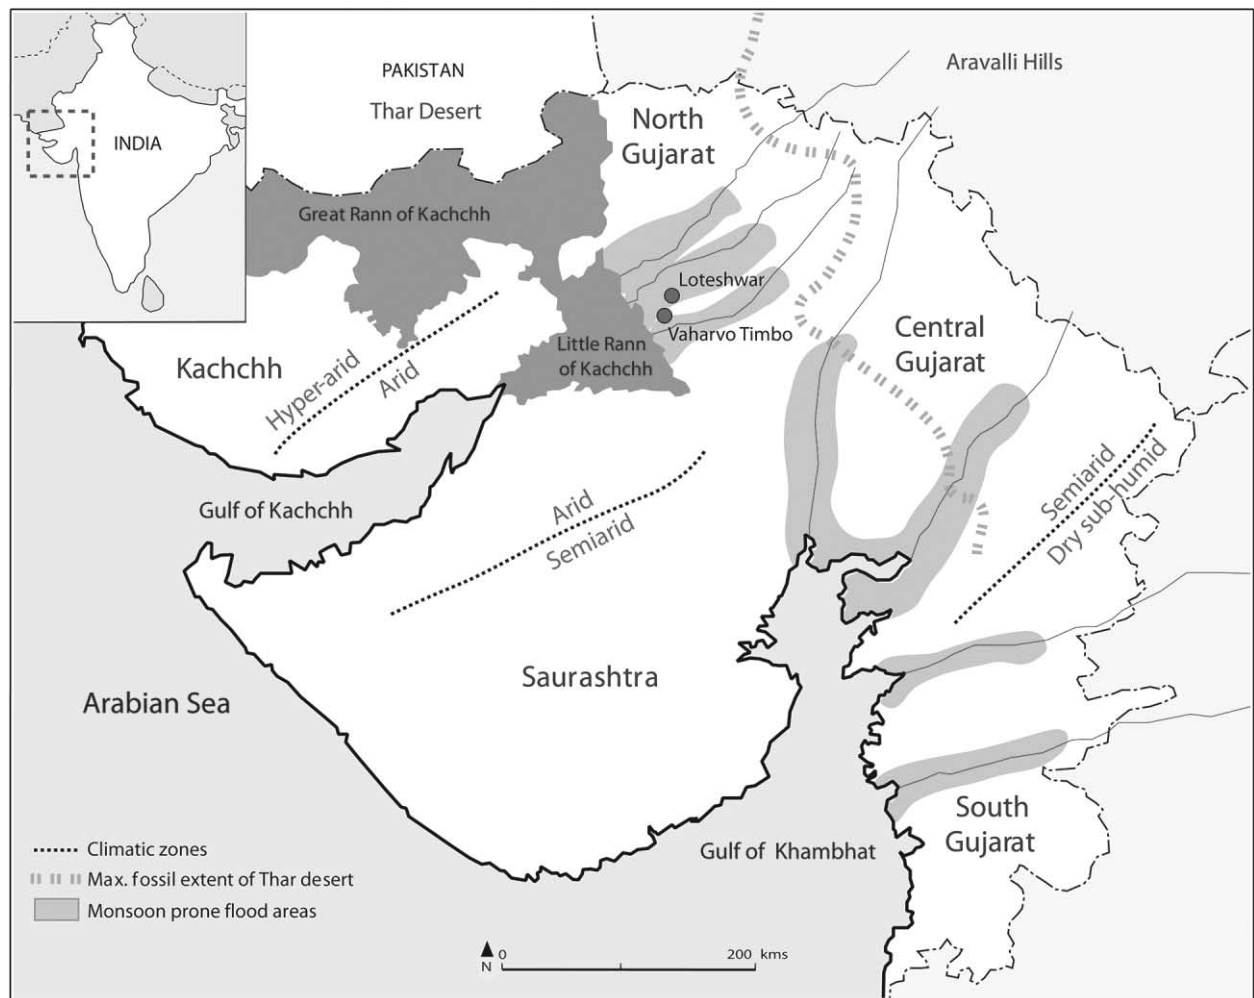 PAKISTAN
Thar Desert
Aravalli Hills
INDIA
North
Gujarat
Great Rann of Kachchh
Loteshwar
Vaharvo Timbo
Little Rann
of Kachchh
Central
Gujarat
Kachchh
Hyper-arid
Arid
Gulf of Kachchh
Arid
Semiarid
Semiarid
Dry sub-humid
Saurashtra
Arabian Sea
South
Gujarat
Gulf of Khambhat
Climatic zones
Max. fossil extent of Thar desert
Monsoon prone flood areas
N
0 200 kms